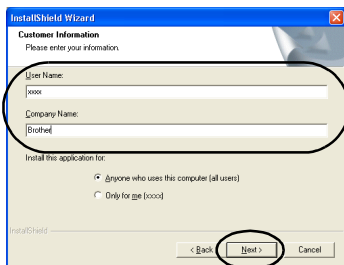 InstallShield Wizard
Customer Information
Please enter your information.
User Name:
xxxx
Company Name:
Brother
Install this application for:
Anyone who uses this computer (all users)
Only for me (xxxx)
InstallShield
< Back
Next >
Cancel